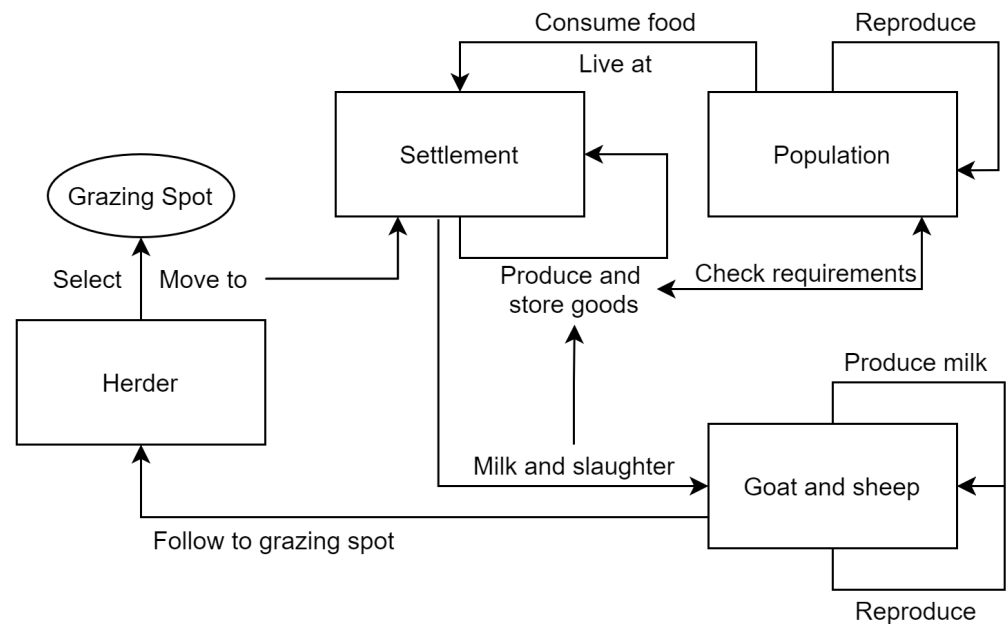 Consume food
Reproduce
Live at
Settlement
Population
Grazing Spot
Select
Move to
Produce and
store goods
Check requirements
Herder
Produce milk
Milk and slaughter
Goat and sheep
Follow to grazing spot
Reproduce